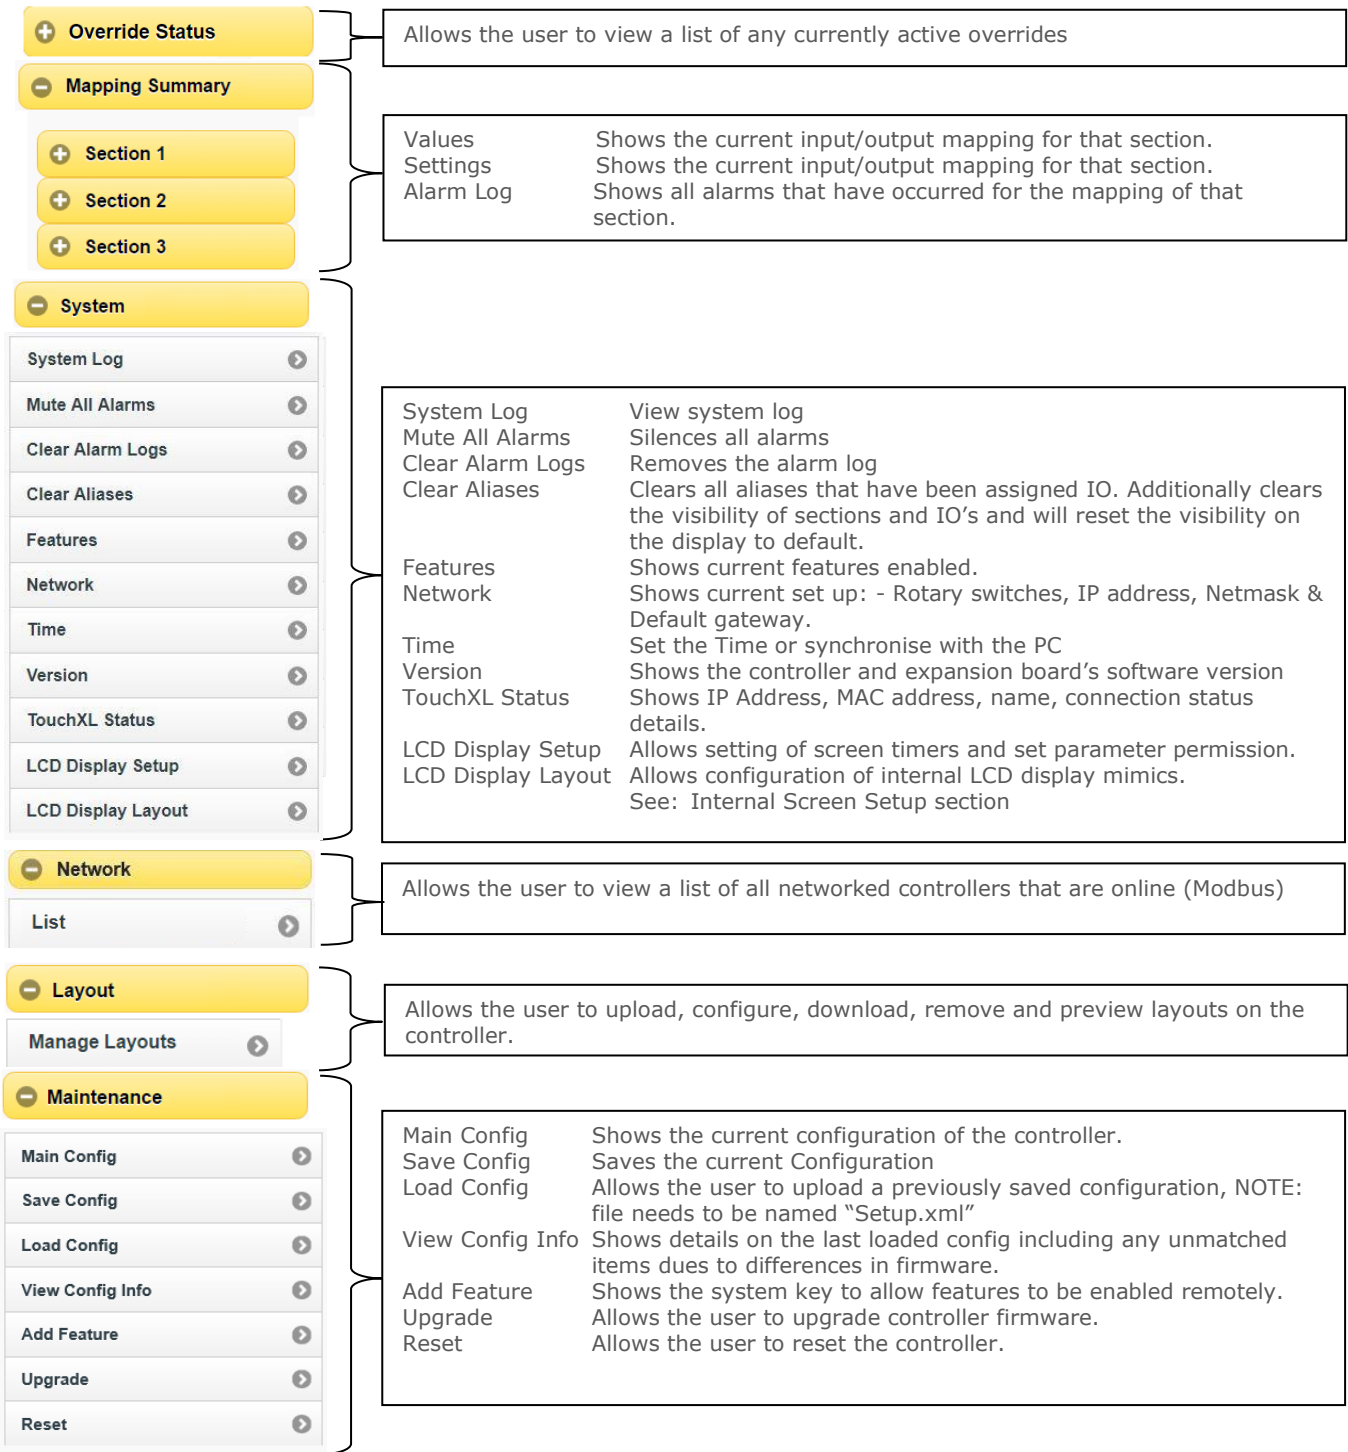 Override Status
Allows the user to view a list of any currently active overrides
Mapping Summary
Section 1
Section 2
Section 3
Values Shows the current input/output mapping for that section.
Settings Shows the current input/output mapping for that section.
Alarm Log Shows all alarms that have occurred for the mapping of that
section.
System
System Log
Mute All Alarms
Clear Alarm Logs
Clear Aliases
Features
Network
Time
Version
TouchXL Status
LCD Display Setup
LCD Display Layout
System Log View system log
Mute All Alarms Silences all alarms
Clear Alarm Logs Removes the alarm log
Clear Aliases Clears all aliases that have been assigned IO. Additionally clears
the visibility of sections and IO’s and will reset the visibility on
the display to default.
Features Shows current features enabled.
Network Shows current set up: - Rotary switches, IP address, Netmask &
Default gateway.
Time Set the Time or synchronise with the PC
Version Shows the controller and expansion board’s software version
TouchXL Status Shows IP Address, MAC address, name, connection status
details.
LCD Display Setup Allows setting of screen timers and set parameter permission.
LCD Display Layout Allows configuration of internal LCD display mimics.
See: Internal Screen Setup section
Network
List
Allows the user to view a list of all networked controllers that are online (Modbus)
Layout
Manage Layouts
Allows the user to upload, configure, download, remove and preview layouts on the
controller.
Maintenance
Main Config
Save Config
Load Config
View Config Info
Add Feature
Upgrade
Reset
Main Config Shows the current configuration of the controller.
Save Config Saves the current Configuration
Load Config Allows the user to upload a previously saved configuration, NOTE:
file needs to be named “Setup.xml”
View Config Info Shows details on the last loaded config including any unmatched
items dues to differences in firmware.
Add Feature Shows the system key to allow features to be enabled remotely.
Upgrade Allows the user to upgrade controller firmware.
Reset Allows the user to reset the controller.